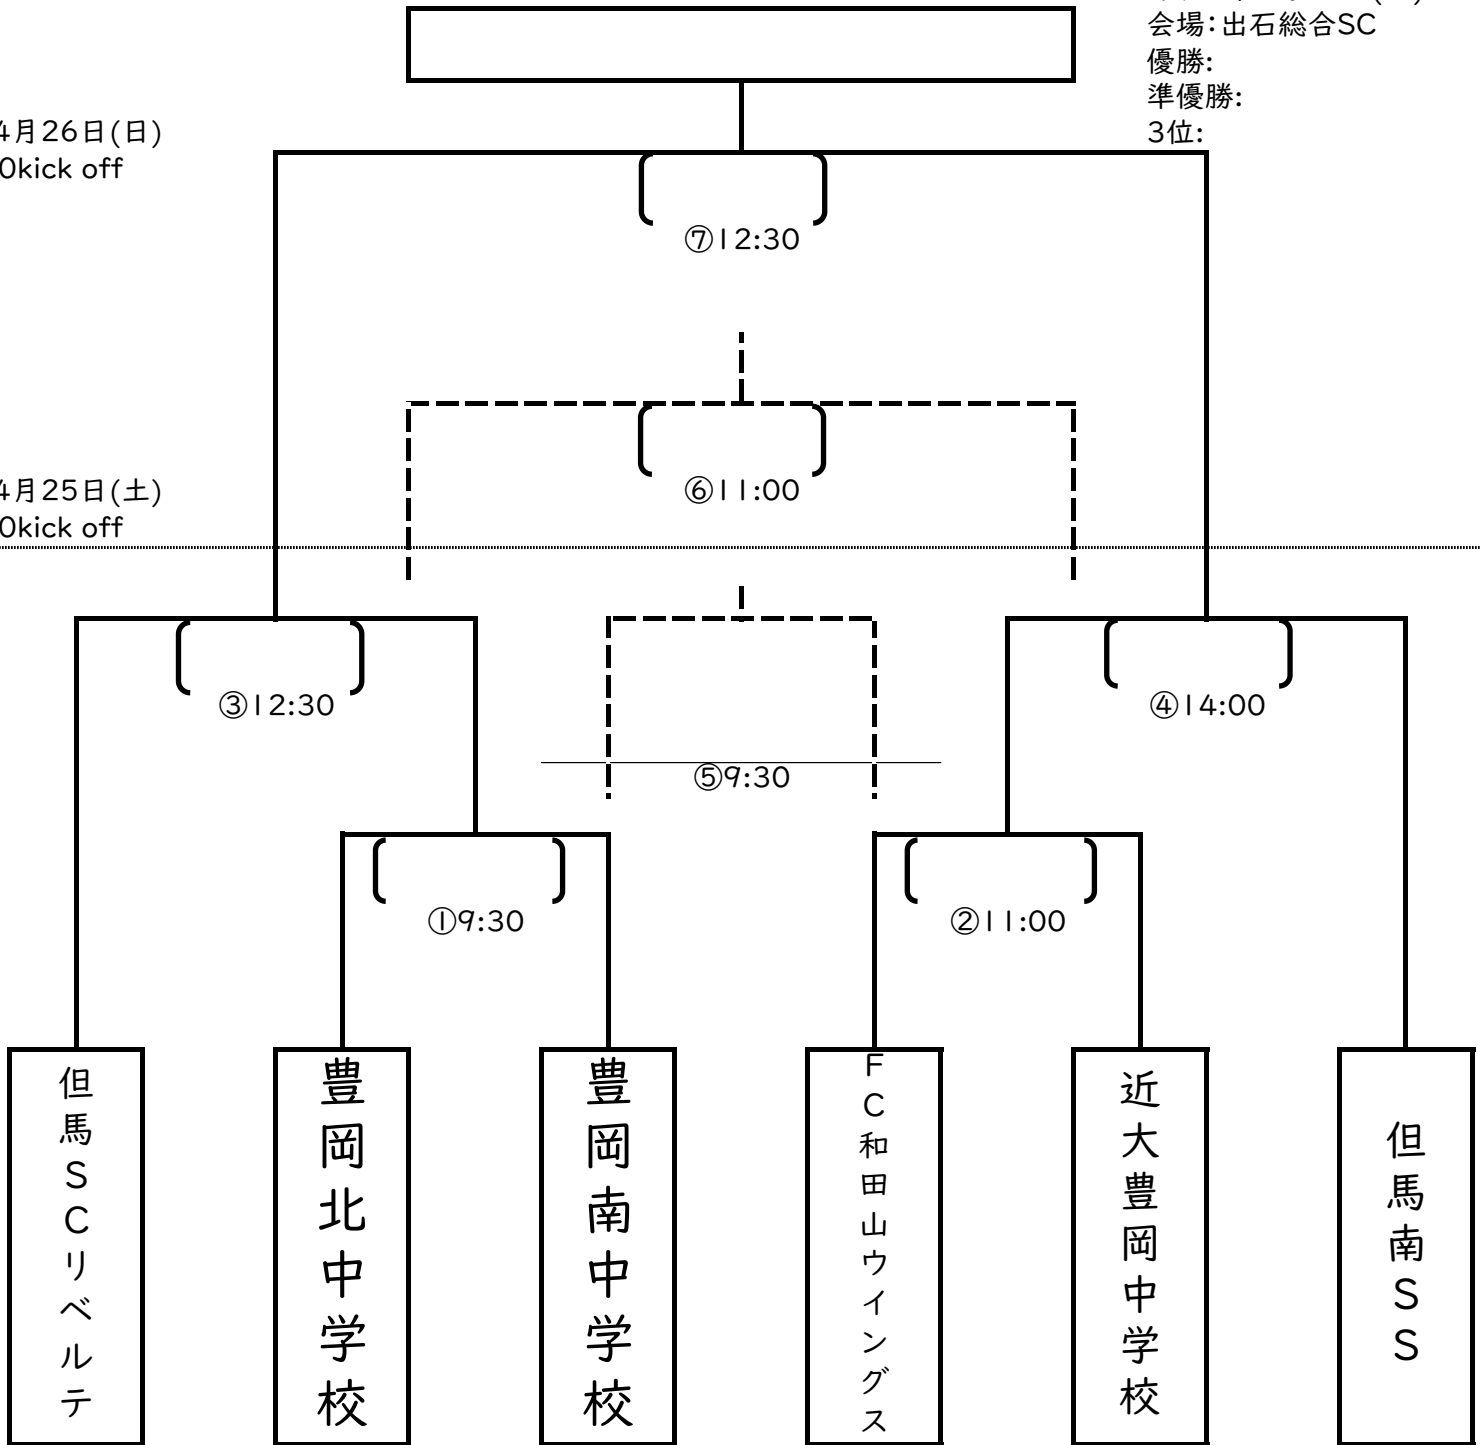 会場:出石総合SC
優勝:
準優勝:
3位:
4月26日(日)
0kick off
⑦12:30
⑥11:00
4月25日(土)
0kick off
③12:30
④14:00
⑤9:30
①9:30
②11:00
但馬SCリベルテ
豊岡北中学校
豊岡南中学校
FC和田山ウイングス
近大豊岡中学校
但馬南SS